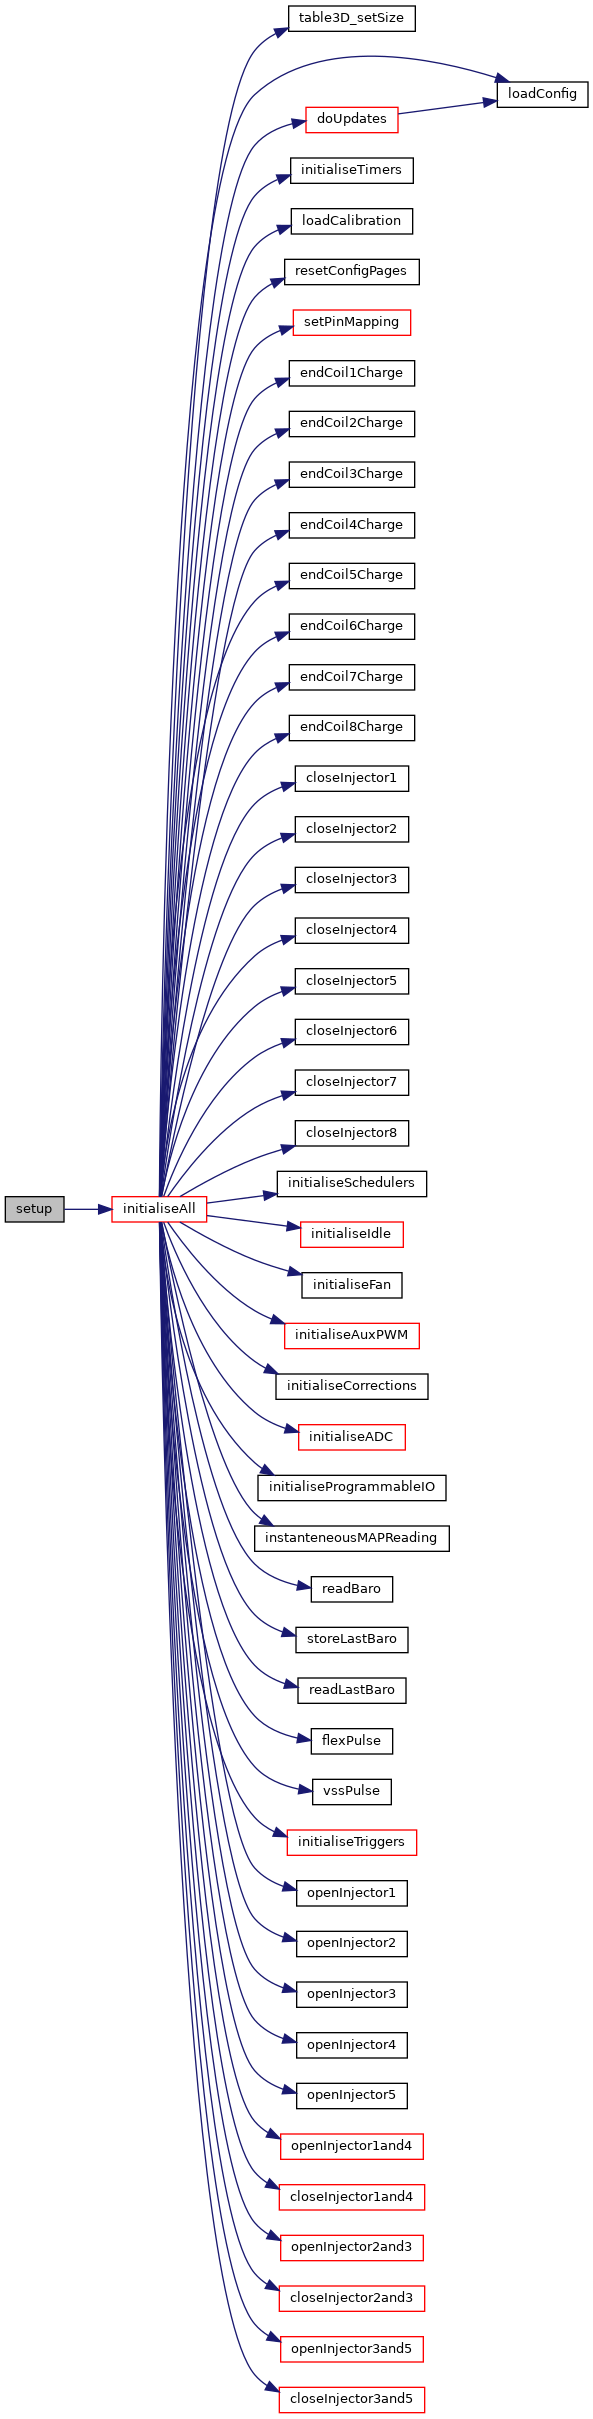 table3D_setSize
loadConfig
doUpdates
initialiseTimers
loadCalibration
resetConfigPages
setPinMapping
endCoil1Charge
endCoil2Charge
endCoil3Charge
endCoil4Charge
endCoil5Charge
endCoil6Charge
endCoil7Charge
endCoil8Charge
closeInjector1
closeInjector2
closeInjector3
closeInjector4
closeInjector5
closeInjector6
closeInjector7
closeInjector8
initialiseSchedulers
setup
initialiseAll
initialiseIdle
initialiseFan
initialiseAuxPWM
initialiseCorrections
initialiseADC
initialiseProgrammableIO
instanteneousMAPReading
readBaro
storeLastBaro
readLastBaro
flexPulse
vssPulse
initialiseTriggers
openInjector1
openInjector2
openInjector3
openInjector4
openInjector5
openInjector1and4
closeInjector1and4
openInjector2and3
closeInjector2and3
openInjector3and5
closeInjector3and5